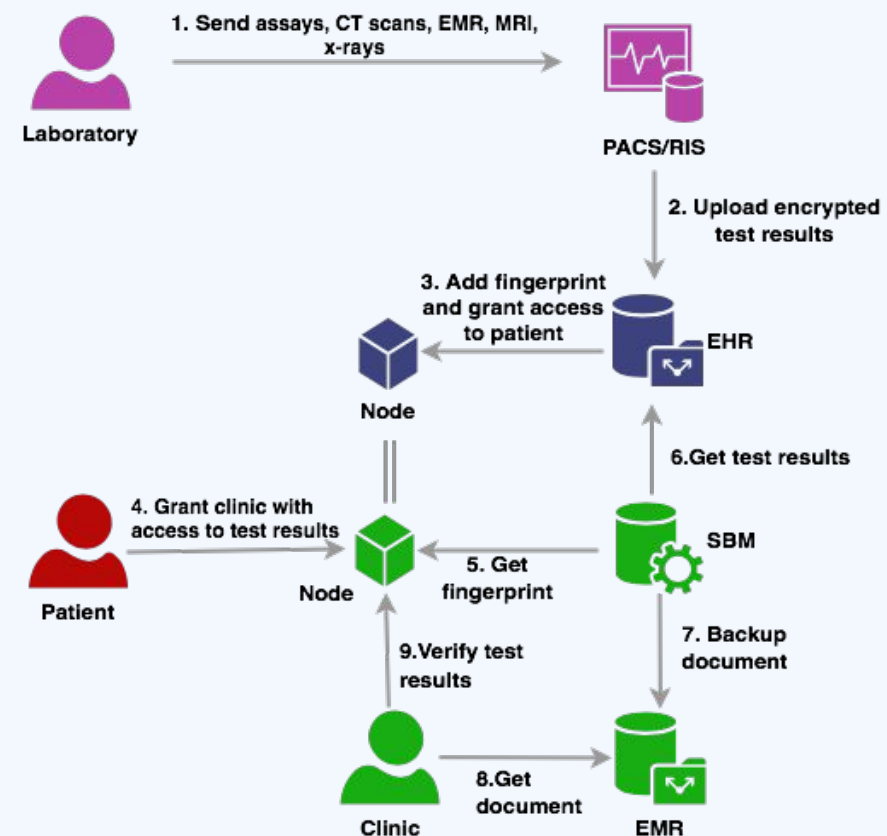 1. Send assays, CT scans, EMR, MRI,
x-rays
Laboratory
PACS/RIS
2. Upload encrypted
test results
3. Add fingerprint
and grant access
to patient
EHR
Node
6.Get test results
4. Grant clinic with
access to test results
SBM
5. Get
fingerprint
Node
Patient
7. Backup
document
9.Verify test
results
8.Get
document
Clinic
EMR